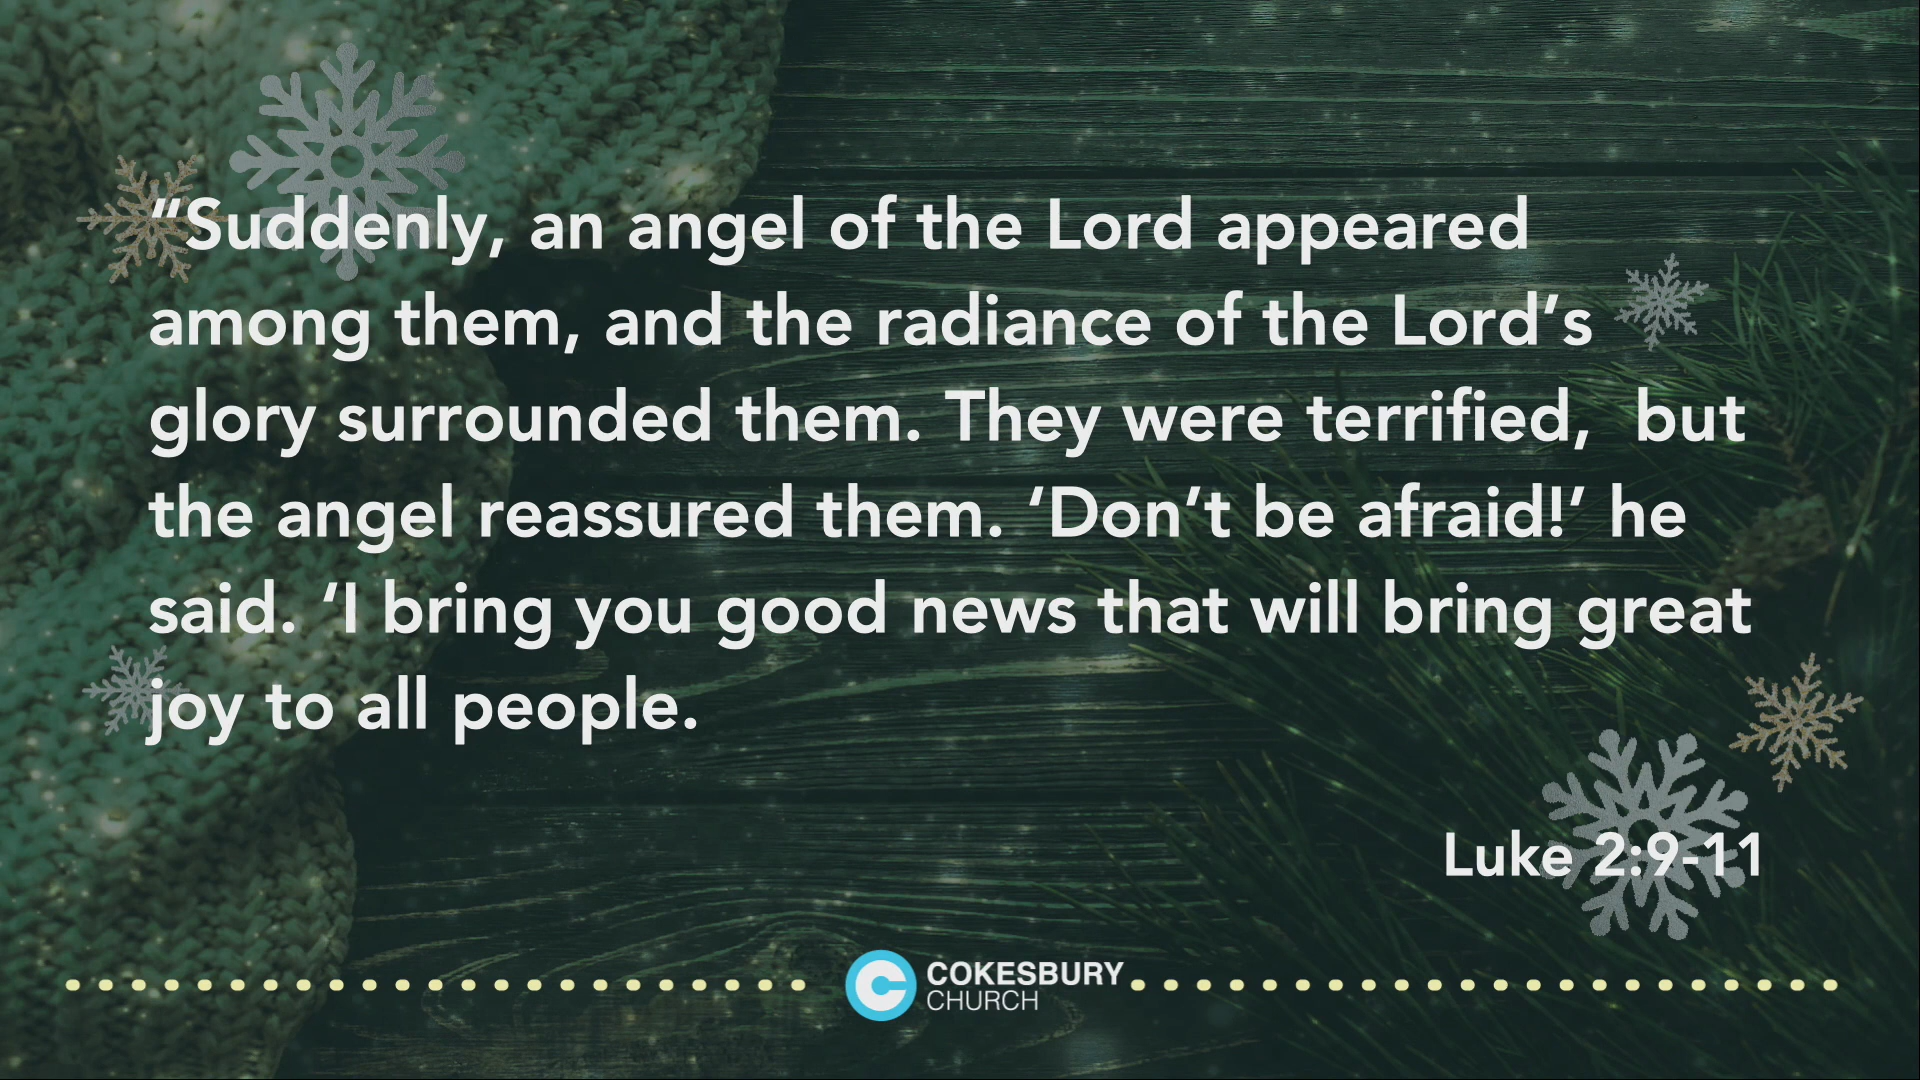 “Suddenly, an angel of the Lord appeared
among them, and the radiance of the Lord’s
glory surrounded them. They were terrified,  but
the angel reassured them. ‘Don’t be afraid!’ he
said. ‘I bring you good news that will bring great
joy to all people.
Luke 2:9-11
COKESBURY
CHURCH